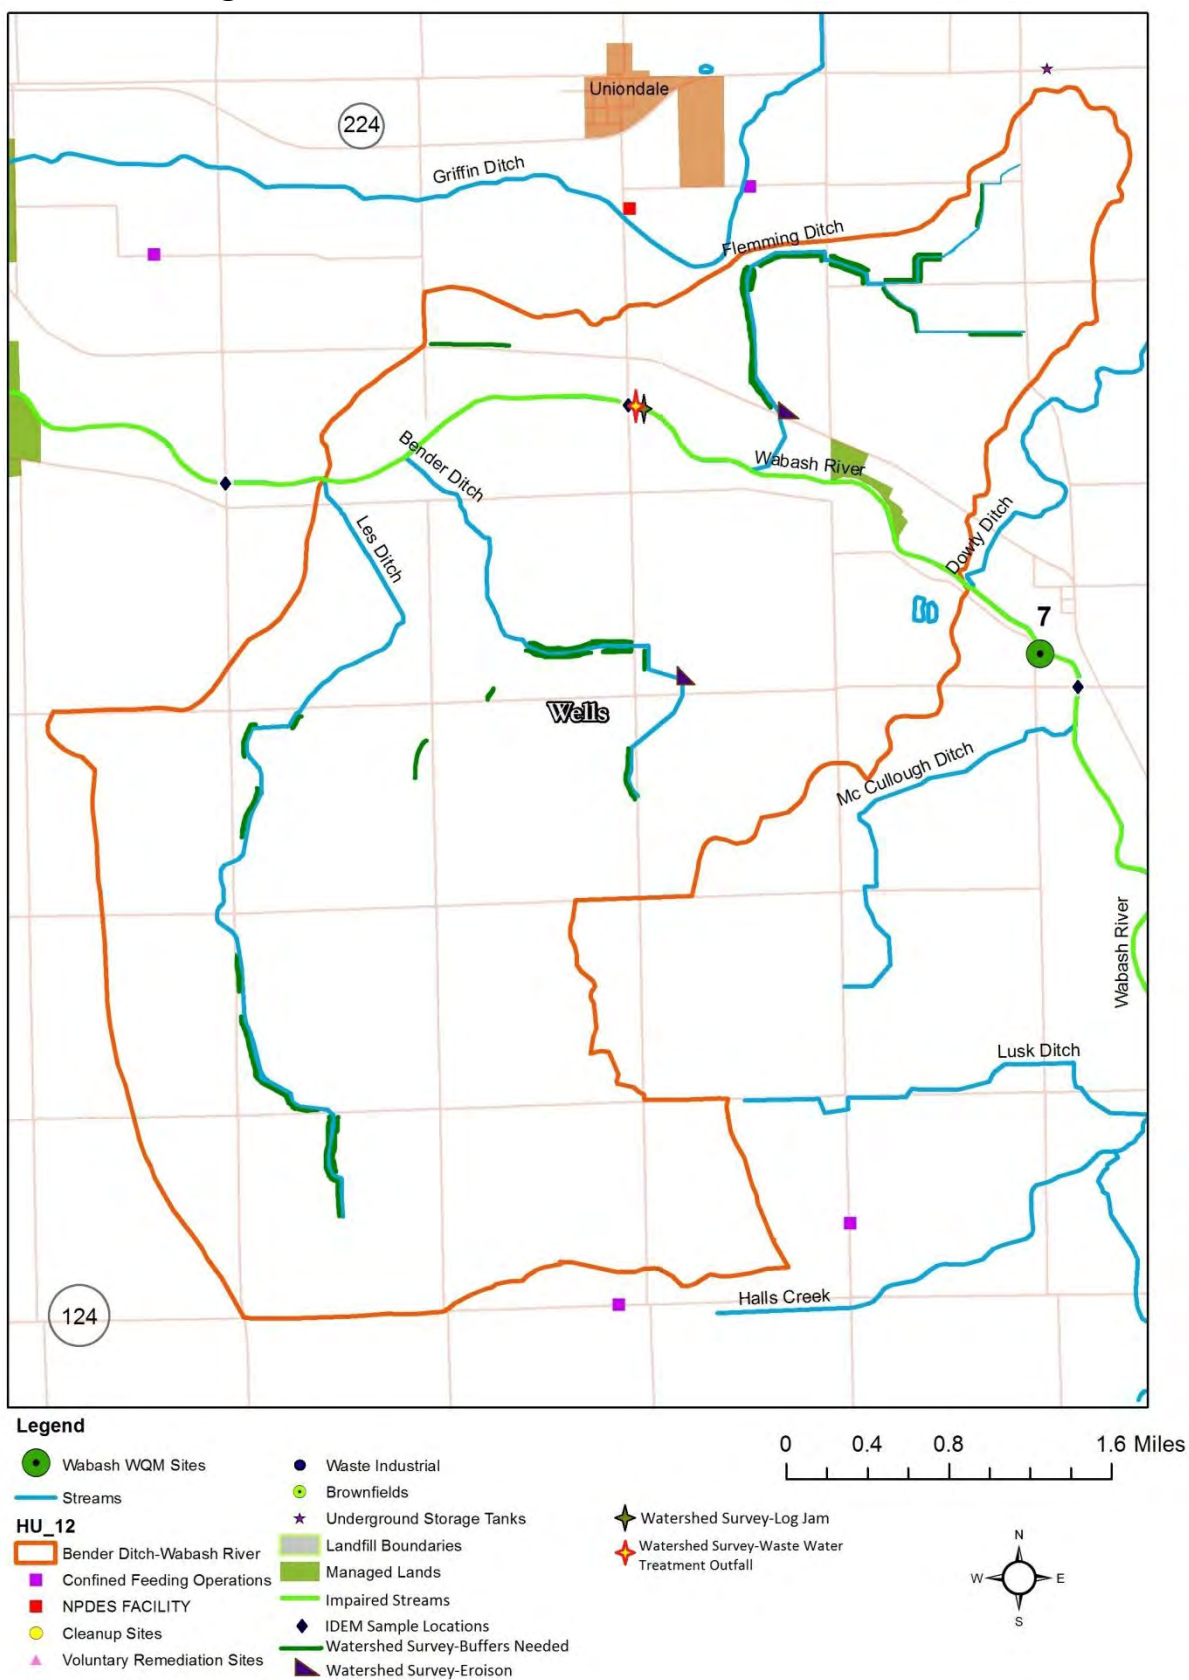 Uniondale
224
Griffin Ditch
Flemming Ditch
Bender Ditch
Wabash River
Les Ditch
Dowty Ditch
7
Wells
Mc Cullough Ditch
Wabash River
Lusk Ditch
Halls Creek
124
Legend
Wabash WQM Sites
Streams
HU_12
Bender Ditch-Wabash River
Confined Feeding Operations
NPDES FACILITY
Cleanup Sites
Voluntary Remediation Sites
Waste Industrial
Brownfields
Underground Storage Tanks
Landfill Boundaries
Managed Lands
Impaired Streams
IDEM Sample Locations
Watershed Survey-Buffers Needed
Watershed Survey-Eroison
Watershed Survey-Log Jam
Watershed Survey-Waste Water
Treatment Outfall
0 0.4 0.8 1.6 Miles
N
W E
S